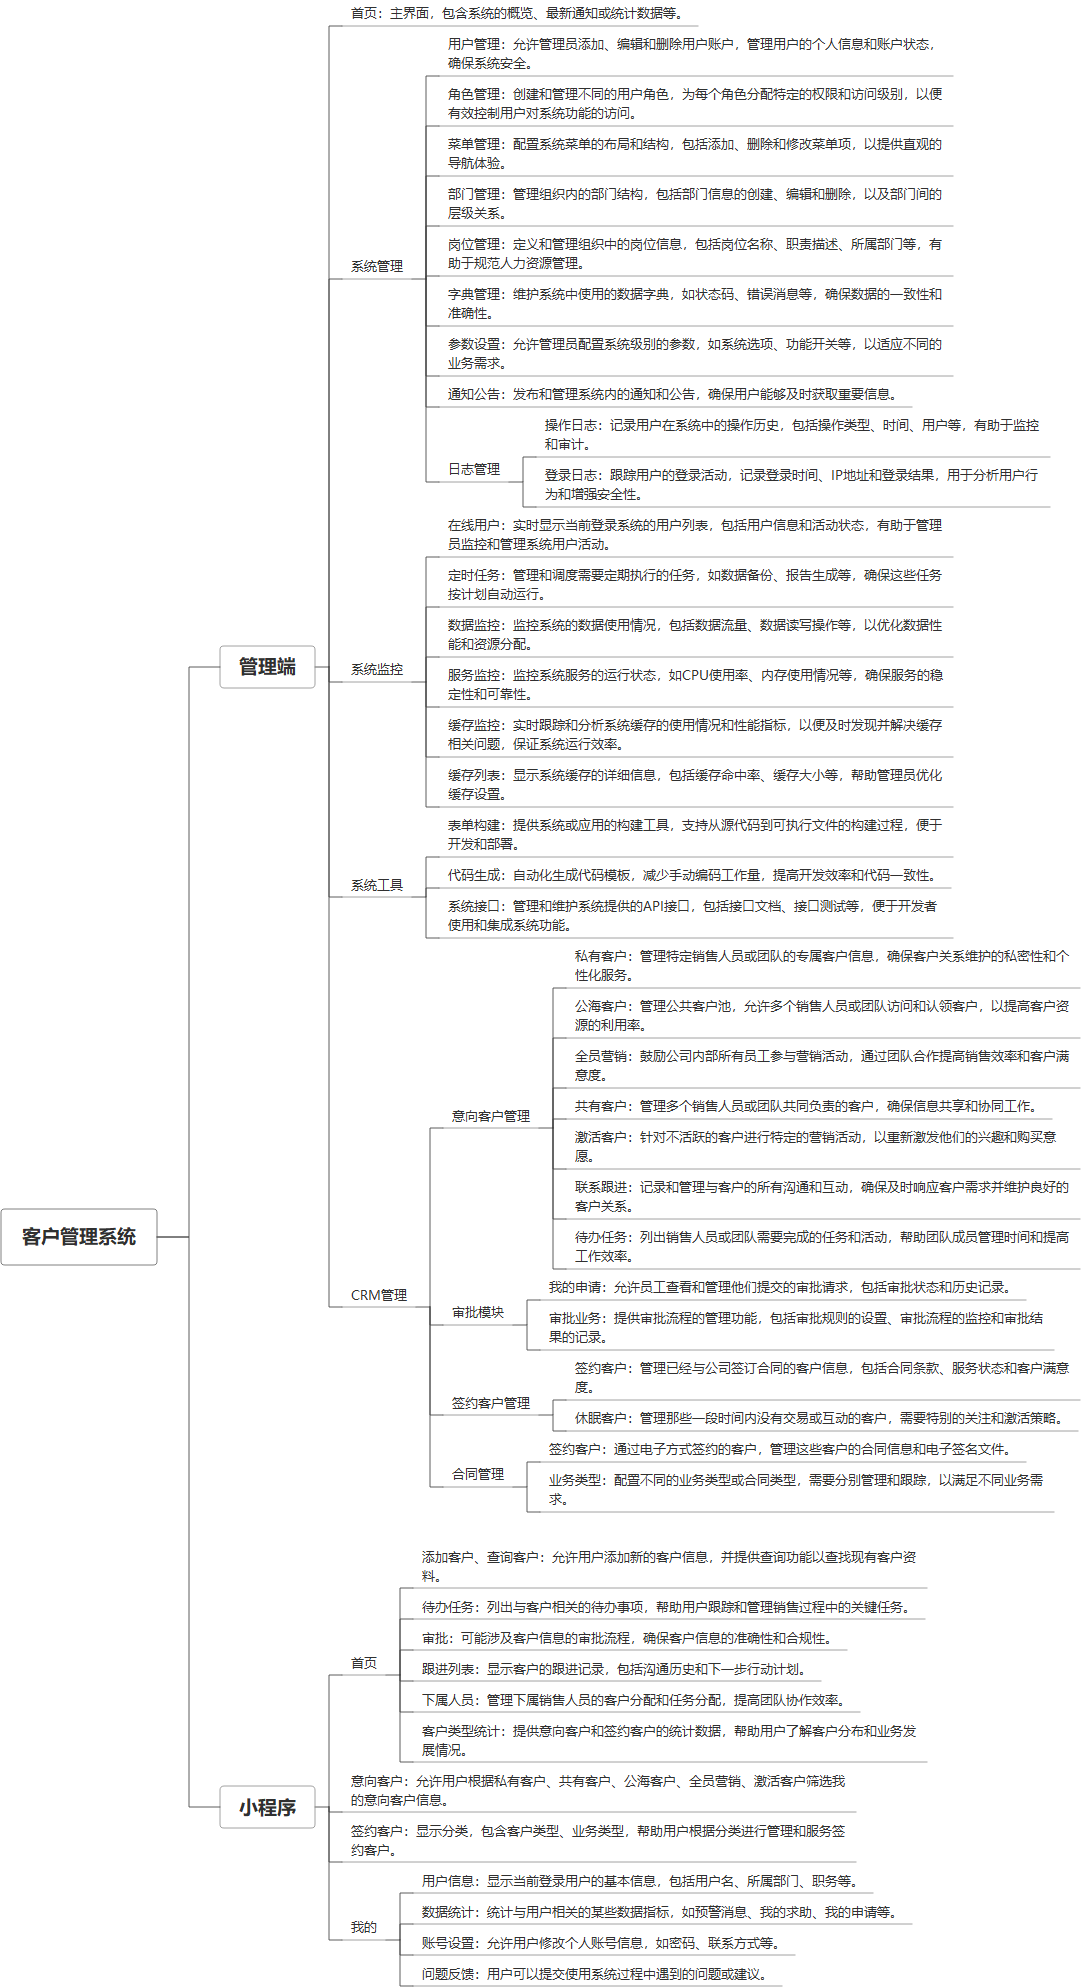 首页：主界面，包含系统的概览、最新通知或统计数据等。
用户管理：允许管理员添加、编辑和删除用户账户，管理用户的个人信息和账户状态，
确保系统安全。
角色管理：创建和管理不同的用户角色，为每个角色分配特定的权限和访问级别，以便
有效控制用户对系统功能的访问。
菜单管理：配置系统菜单的布局和结构，包括添加、删除和修改菜单项，以提供直观的
导航体验。
部门管理：管理组织内的部门结构，包括部门信息的创建、编辑和删除，以及部门间的
层级关系。
岗位管理：定义和管理组织中的岗位信息，包括岗位名称、职责描述、所属部门等，有
助于规范人力资源管理。
系统管理
字典管理：维护系统中使用的数据字典，如状态码、错误消息等，确保数据的一致性和
准确性。
参数设置：允许管理员配置系统级别的参数，如系统选项、功能开关等，以适应不同的
业务需求。
通知公告：发布和管理系统内的通知和公告，确保用户能够及时获取重要信息。
操作日志：记录用户在系统中的操作历史，包括操作类型、时间、用户等，有助于监控
和审计。
日志管理
登录日志：跟踪用户的登录活动，记录登录时间、IP地址和登录结果，用于分析用户行
为和增强安全性。
在线用户：实时显示当前登录系统的用户列表，包括用户信息和活动状态，有助于管理
员监控和管理系统用户活动。
定时任务：管理和调度需要定期执行的任务，如数据备份、报告生成等，确保这些任务
按计划自动运行。
数据监控：监控系统的数据使用情况，包括数据流量、数据读写操作等，以优化数据性
能和资源分配。
管理端
系统监控
服务监控：监控系统服务的运行状态，如CPU使用率、内存使用情况等，确保服务的稳
定性和可靠性。
缓存监控：实时跟踪和分析系统缓存的使用情况和性能指标，以便及时发现并解决缓存
相关问题，保证系统运行效率。
缓存列表：显示系统缓存的详细信息，包括缓存命中率、缓存大小等，帮助管理员优化
缓存设置。
表单构建：提供系统或应用的构建工具，支持从源代码到可执行文件的构建过程，便于
开发和部署。
系统工具
代码生成：自动化生成代码模板，减少手动编码工作量，提高开发效率和代码一致性。
系统接口：管理和维护系统提供的API接口，包括接口文档、接口测试等，便于开发者
使用和集成系统功能。
私有客户：管理特定销售人员或团队的专属客户信息，确保客户关系维护的私密性和个
性化服务。
公海客户：管理公共客户池，允许多个销售人员或团队访问和认领客户，以提高客户资
源的利用率。
全员营销：鼓励公司内部所有员工参与营销活动，通过团队合作提高销售效率和客户满
意度。
意向客户管理
共有客户：管理多个销售人员或团队共同负责的客户，确保信息共享和协同工作。
激活客户：针对不活跃的客户进行特定的营销活动，以重新激发他们的兴趣和购买意
愿。
联系跟进：记录和管理与客户的所有沟通和互动，确保及时响应客户需求并维护良好的
客户关系。
客户管理系统
待办任务：列出销售人员或团队需要完成的任务和活动，帮助团队成员管理时间和提高
工作效率。
CRM管理
我的申请：允许员工查看和管理他们提交的审批请求，包括审批状态和历史记录。
审批模块
审批业务：提供审批流程的管理功能，包括审批规则的设置、审批流程的监控和审批结
果的记录。
签约客户：管理已经与公司签订合同的客户信息，包括合同条款、服务状态和客户满意
度。
签约客户管理
休眠客户：管理那些一段时间内没有交易或互动的客户，需要特别的关注和激活策略。
签约客户：通过电子方式签约的客户，管理这些客户的合同信息和电子签名文件。
合同管理
业务类型：配置不同的业务类型或合同类型，需要分别管理和跟踪，以满足不同业务需
求。
添加客户、查询客户：允许用户添加新的客户信息，并提供查询功能以查找现有客户资
料。
待办任务：列出与客户相关的待办事项，帮助用户跟踪和管理销售过程中的关键任务。
审批：可能涉及客户信息的审批流程，确保客户信息的准确性和合规性。
首页
跟进列表：显示客户的跟进记录，包括沟通历史和下一步行动计划。
下属人员：管理下属销售人员的客户分配和任务分配，提高团队协作效率。
客户类型统计：提供意向客户和签约客户的统计数据，帮助用户了解客户分布和业务发
展情况。
意向客户：允许用户根据私有客户、共有客户、公海客户、全员营销、激活客户筛选我
的意向客户信息。
小程序
签约客户：显示分类，包含客户类型、业务类型，帮助用户根据分类进行管理和服务签
约客户。
用户信息：显示当前登录用户的基本信息，包括用户名、所属部门、职务等。
数据统计：统计与用户相关的某些数据指标，如预警消息、我的求助、我的申请等。
我的
账号设置：允许用户修改个人账号信息，如密码、联系方式等。
问题反馈：用户可以提交使用系统过程中遇到的问题或建议。